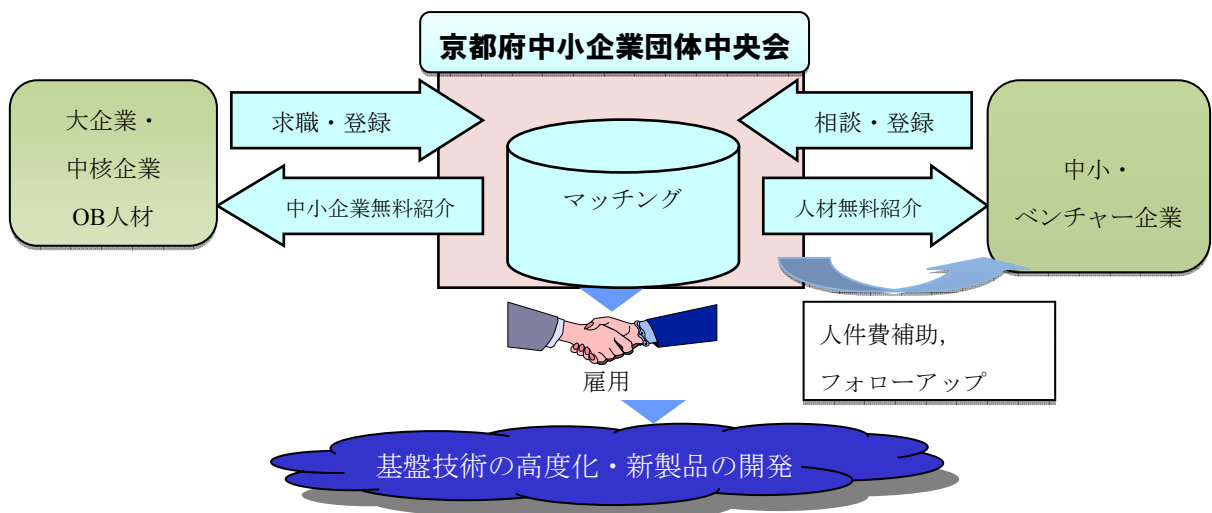 京都府中小企業団体中央会
大企業・
中核企業
OB人材
求職・登録
中小企業無料紹介
マッチング
相談・登録
人材無料紹介
中小・
ベンチャー企業
人件費補助,
フォローアップ
雇用
基盤技術の高度化・新製品の開発